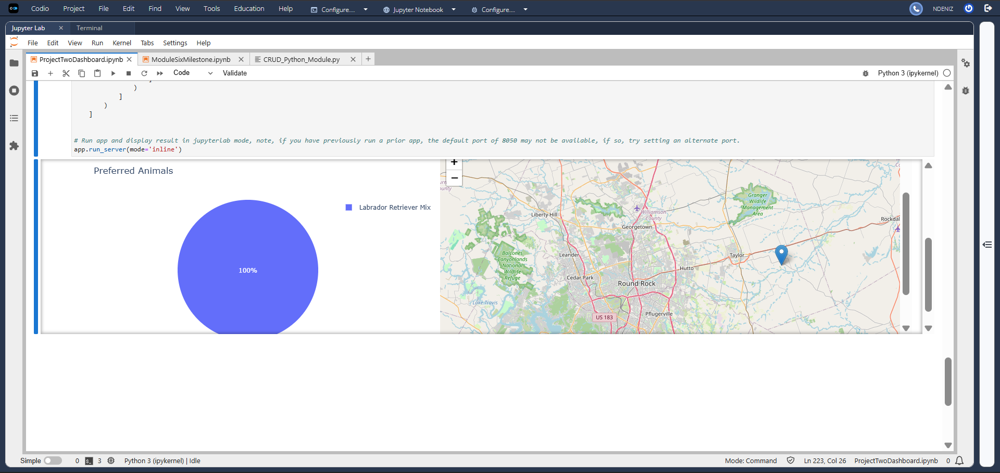 Codio Project File Edit Find View Tools Education Help Configure.... Jupyter Notebook Configure.... NDENIZ
Jupyter Lab Terminal
File Edit View Run Kernel Tabs Settings Help
ProjectTwoDashboard.ipynb ModuleSixMilestone.ipynb CRUD_Python_Module.py
Code Validate Python 3 (ipykernel)
)
]
)
]
# Run app and display result in jupyterlab mode, note, if you have previously run a prior app, the default port of 8050 may not be available, if so, try setting an alternate port.
app.run_server(mode='inline')
Preferred Animals
Labrador Retriever Mix
100%
+
−
County
Granger
Wildlife
Management
Area
Liberty Hill
Williamson
County
Georgetown
Rockdal
Leander
Balcones
Canyonlands
National
Wildlife
Refuge
Taylor
Hutto
Cedar Park
Round Rock
Lake Travis
Pflugerville
US 183
Simple 0 3 Python 3 (ipykernel) | Idle Mode: Command Ln 223, Col 26 ProjectTwoDashboard.ipynb 0